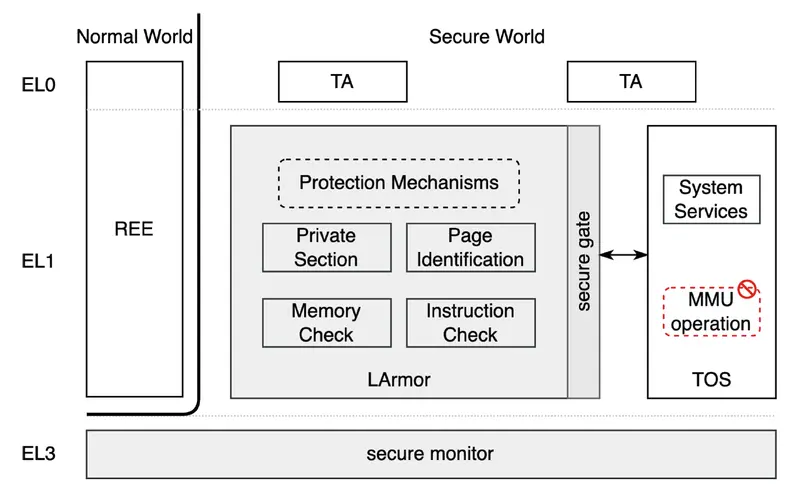 Normal World
Secure World
EL0
TA
TA
Protection Mechanisms
System
Services
REE
Private
Section
Page
Identification
secure gate
EL1
MMU
operation
Memory
Check
Instruction
Check
LArmor
TOS
EL3
secure monitor